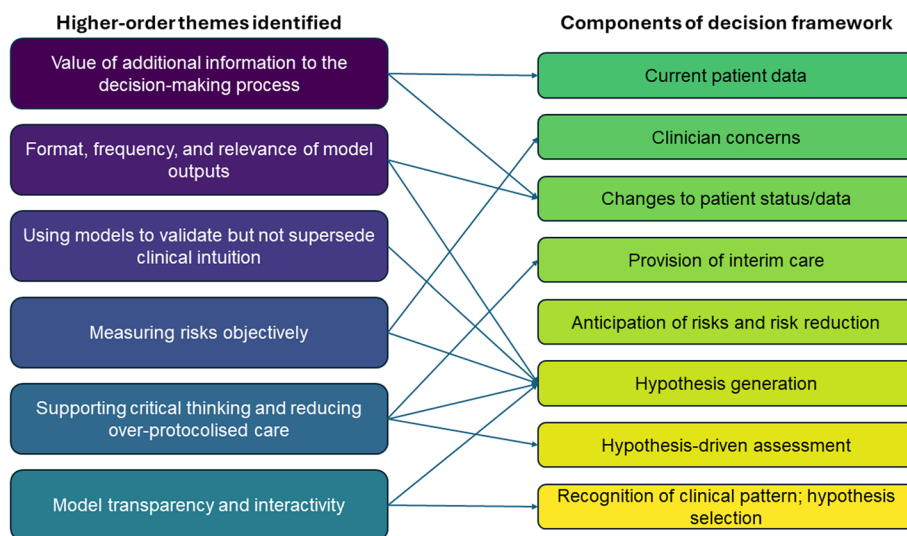 Higher-order themes identified
Value of additional information to the
decision-making process
Format, frequency, and relevance of model
outputs
Using models to validate but not supersede
clinical intuition
Measuring risks objectively
Supporting critical thinking and reducing
over-protocolised care
Model transparency and interactivity
Components of decision framework
Current patient data
Clinician concerns
Changes to patient status/data
Provision of interim care
Anticipation of risks and risk reduction
Hypothesis generation
Hypothesis-driven assessment
Recognition of clinical pattern; hypothesis
selection